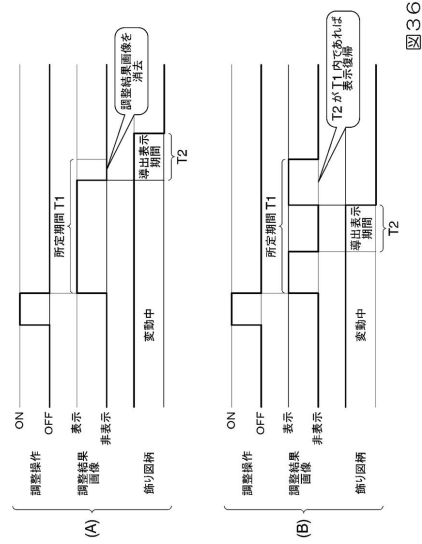 図36
(A)
調整操作
ON
OFF
調整結果
画像
表示
非表示
所定期間 T1
調整結果画像を
消去
飾り図柄
変動中
導出表示
期間
T2
(B)
調整操作
ON
OFF
調整結果
画像
表示
非表示
所定期間 T1
T2 が T1 内であれば
表示復帰
飾り図柄
変動中
導出表示
期間
T2